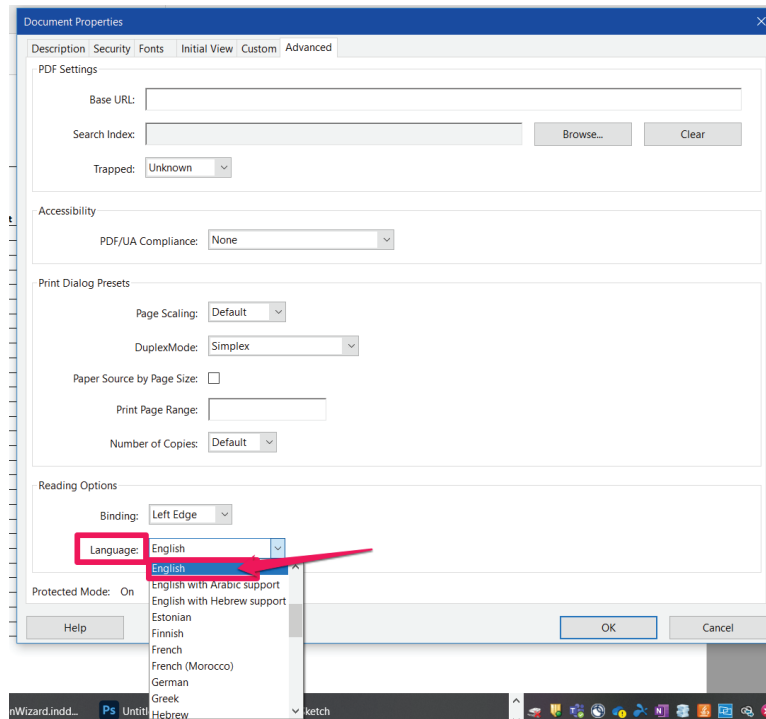 Document Properties
Description Security Fonts Initial View Custom Advanced
PDF Settings
Base URL:
Search Index: Browse... Clear
Trapped: Unknown
Accessibility
PDF/UA Compliance: None
Print Dialog Presets
Page Scaling: Default
DuplexMode: Simplex
Paper Source by Page Size:
Print Page Range:
Number of Copies: Default
Reading Options
Binding: Left Edge
Language: English
English
English with Arabic support
English with Hebrew support
Estonian
Finnish
French
French (Morocco)
German
Greek
Hebrew
Protected Mode: On
Help OK Cancel
nWizard.indd... Ps Untitl ketch